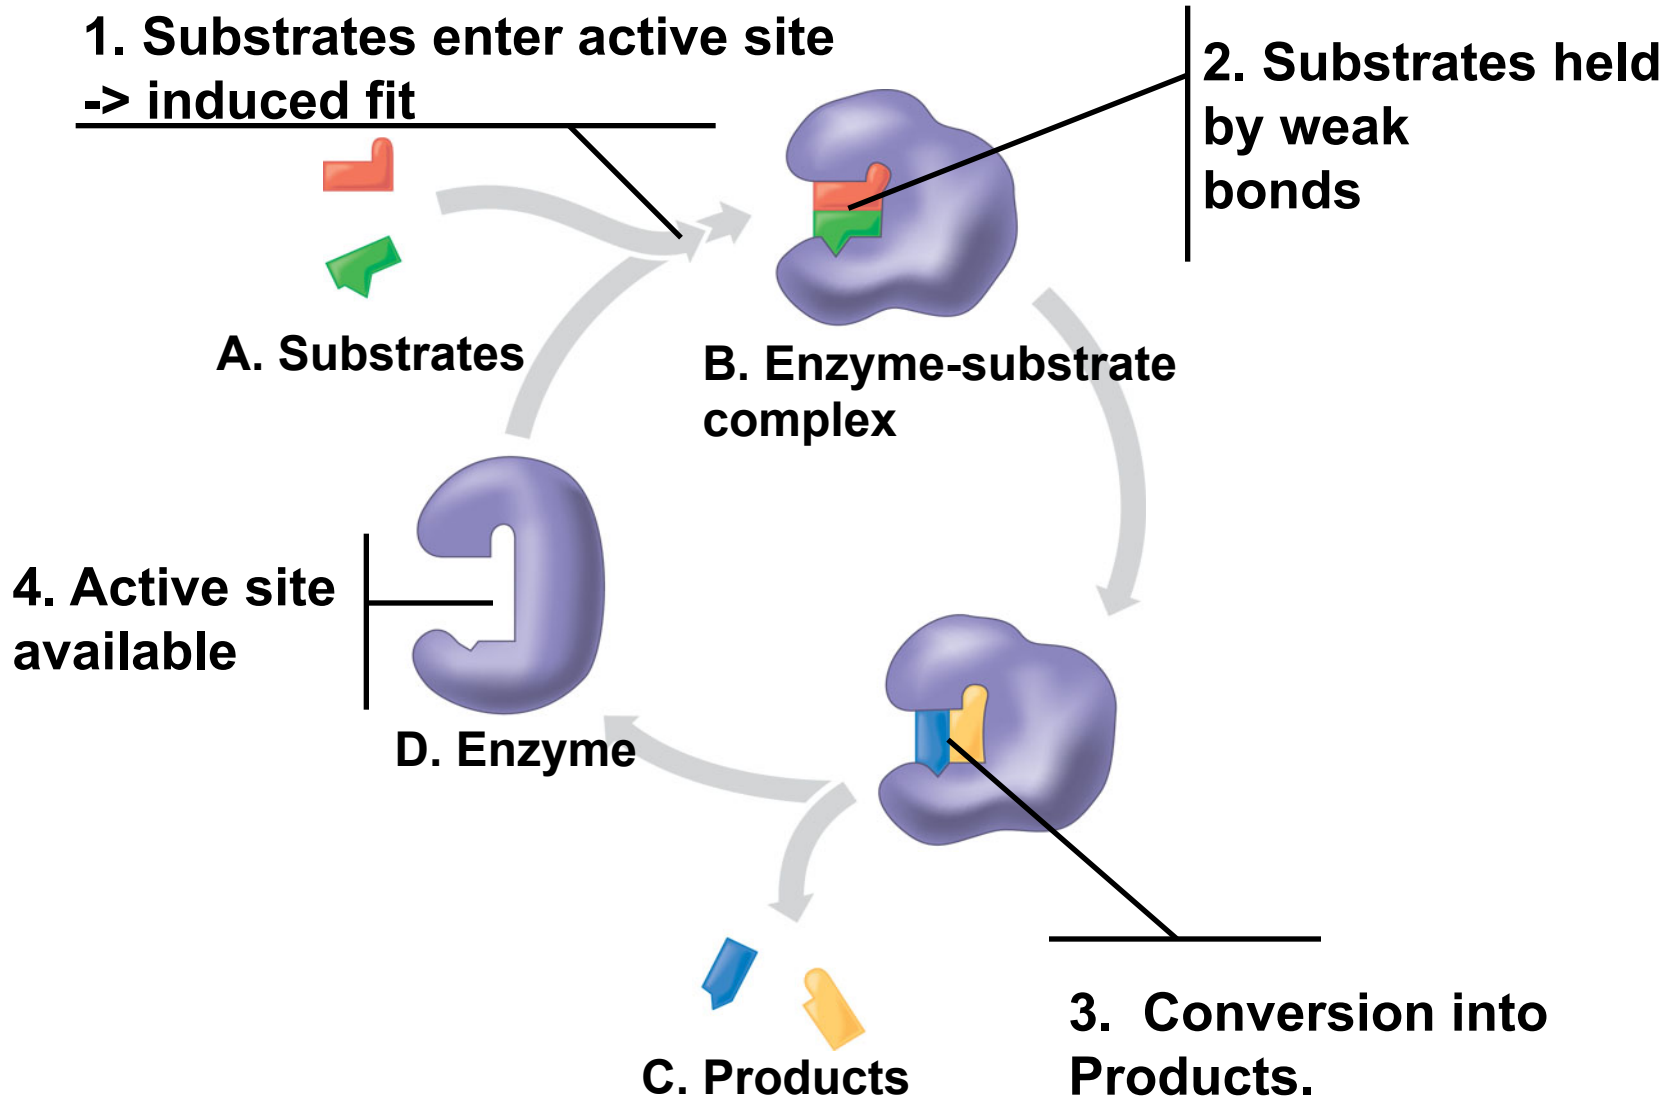 1. Substrates enter active site
-> induced fit
2. Substrates held
by weak
bonds
A. Substrates
B. Enzyme-substrate
complex
4. Active site
available
D. Enzyme
3. Conversion into
Products.
C. Products